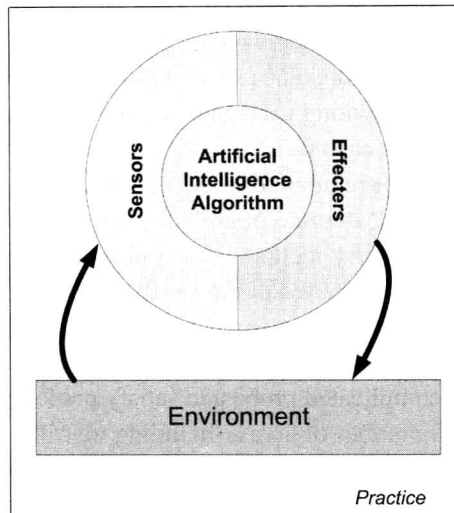 Sensors
Artificial
Intelligence
Algorithm
Effecters
Environment
Practice